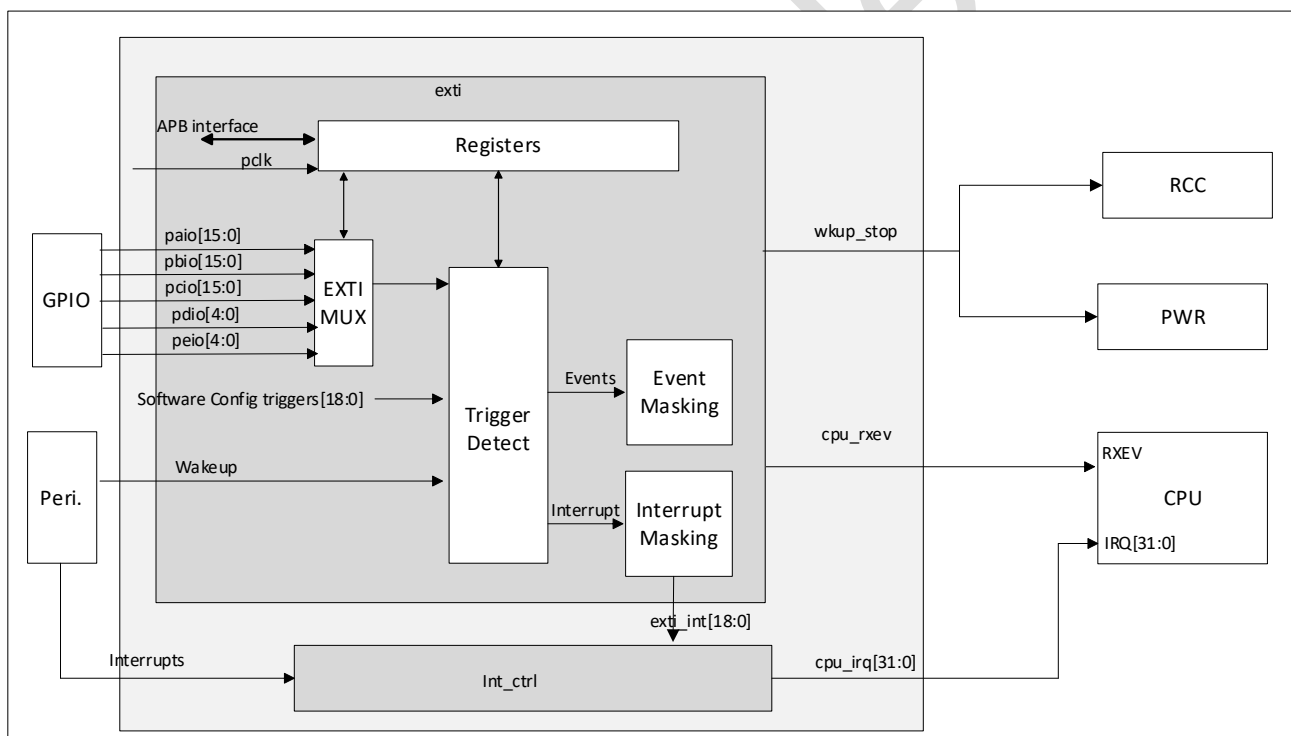 exti
APB interface
Registers
pclk
RCC
paio[15:0]
wkup_stop
pbio[15:0]
EXTI
MUX
pcio[15:0]
GPIO
pdio[4:0]
PWR
peio[4:0]
Events
Event
Masking
Software Config triggers[18:0]
Trigger
Detect
cpu_rxev
RXEV
Wakeup
Peri.
CPU
Interrupt
Interrupt
Masking
IRQ[31:0]
exti_int[18:0]
Interrupts
cpu_irq[31:0]
Int_ctrl